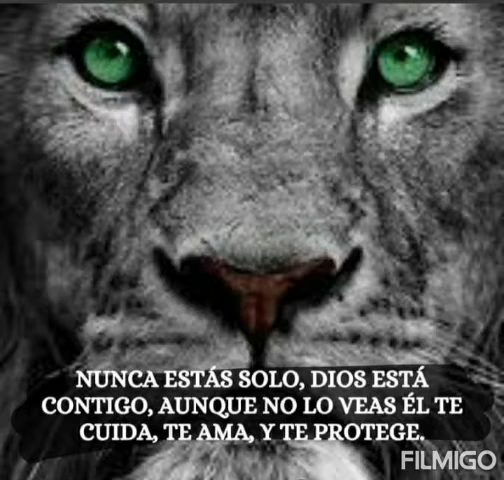 NUNCA ESTÁS SOLO, DIOS ESTÁ
CONTIGO, AUNQUE NO LO VEAS ÉL TE
CUIDA, TE AMA, Y TE PROTEGE.
FILMIGO